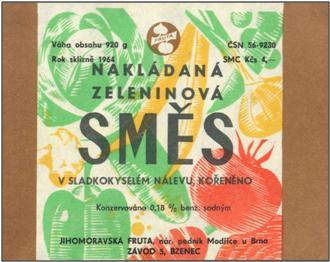 Váha obsahu 920 g
Rok sklizně 1964
FRUTA
ČSN 56-9230
SMC Kčs 4,—
NAKLÁDANÁ
ZELENINOVÁ
SMĚS
V SLADKOKYSELÉM NÁLEVU, KOŘENĚNO
Konzervováno 0,18 % benz. sodným
JIHOMORAVSKÁ FRUTA, nár. podnik Modřice u Brna
ZÁVOD 5, BZENEC